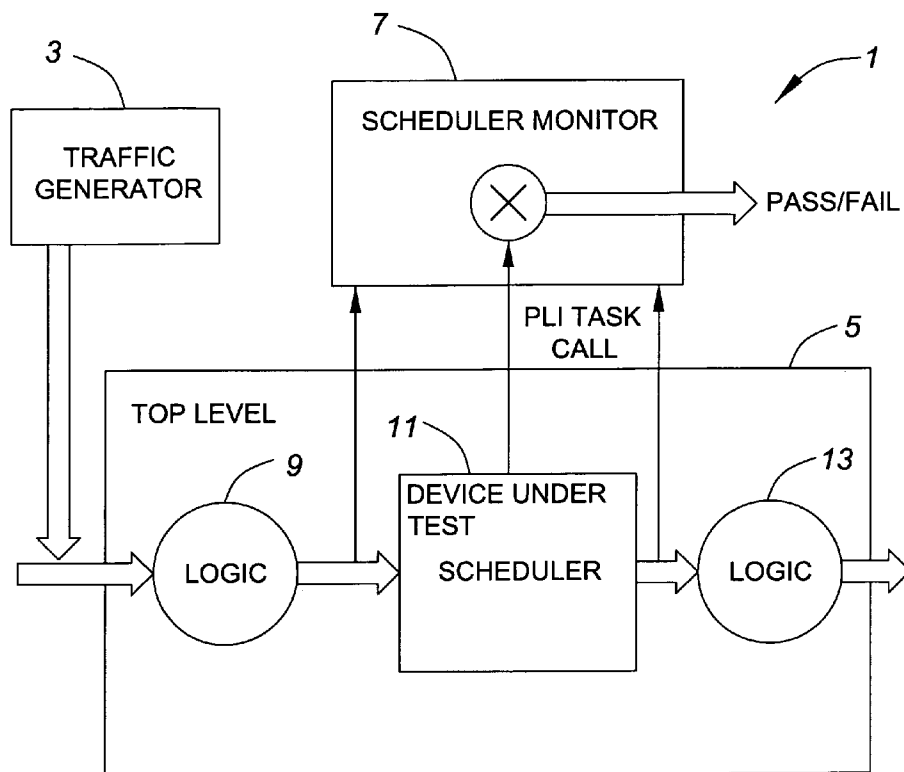 7
3
1
SCHEDULER MONITOR
TRAFFIC
GENERATOR
PASS/FAIL
PLI TASK
CALL
5
TOP LEVEL
11
9
13
DEVICE UNDER
TEST
LOGIC
SCHEDULER
LOGIC